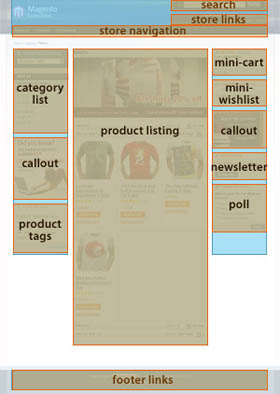 Magento
search
store links
store navigation
category
list
callout
product
tags
product listing
mini-cart
mini-
wishlist
callout
newsletter
poll
footer links